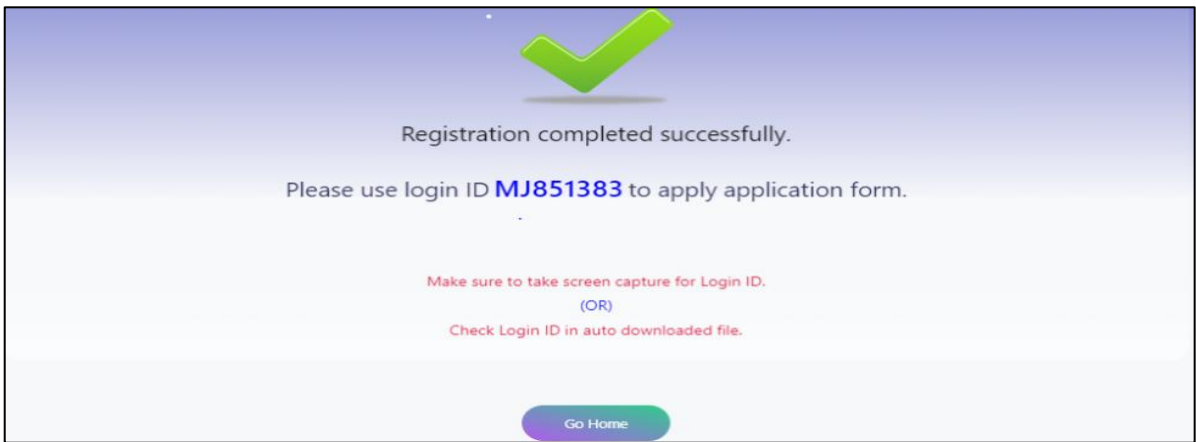 Registration completed successfully.
Please use login ID MJ851383 to apply application form.
Make sure to take screen capture for Login ID.
(OR)
Check Login ID in auto downloaded file.
Go Home